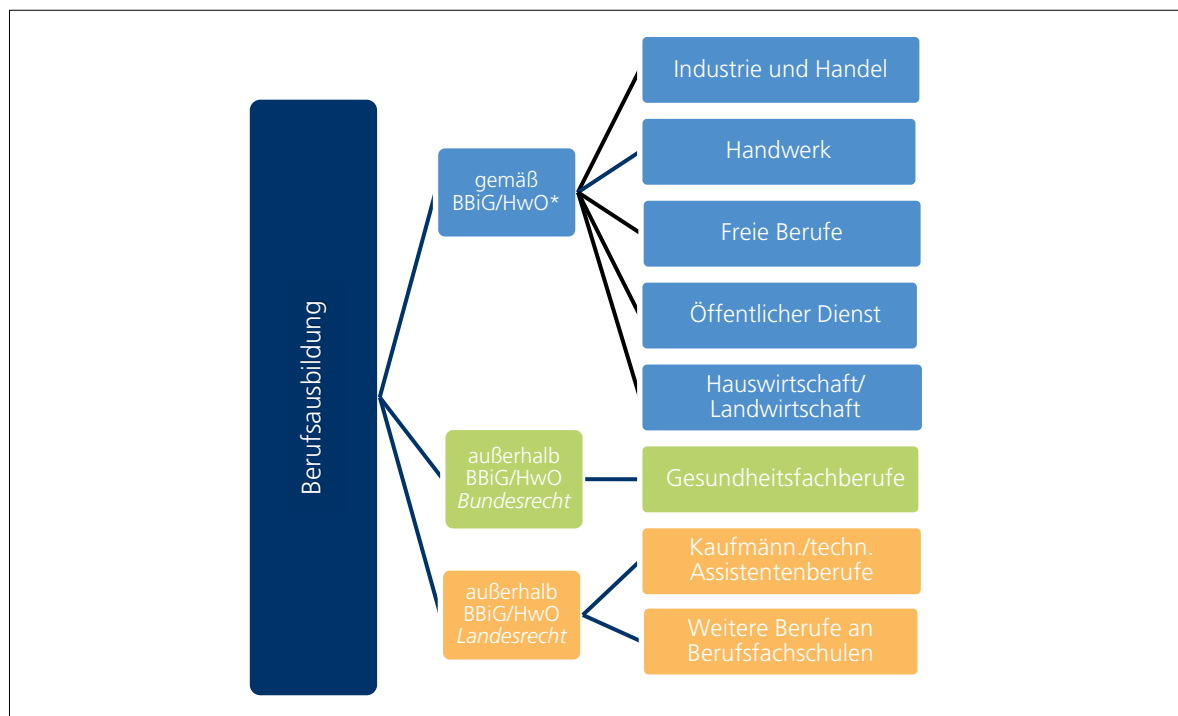 Berufsausbildung
gemäß
BBiG/HwO*
Industrie und Handel
Handwerk
Freie Berufe
Öffentlicher Dienst
Hauswirtschaft/
Landwirtschaft
außerhalb
BBiG/HwO
Bundesrecht
Gesundheitsfachberufe
außerhalb
BBiG/HwO
Landesrecht
Kaufmänn./techn.
Assistentenberufe
Weitere Berufe an
Berufsfachschulen